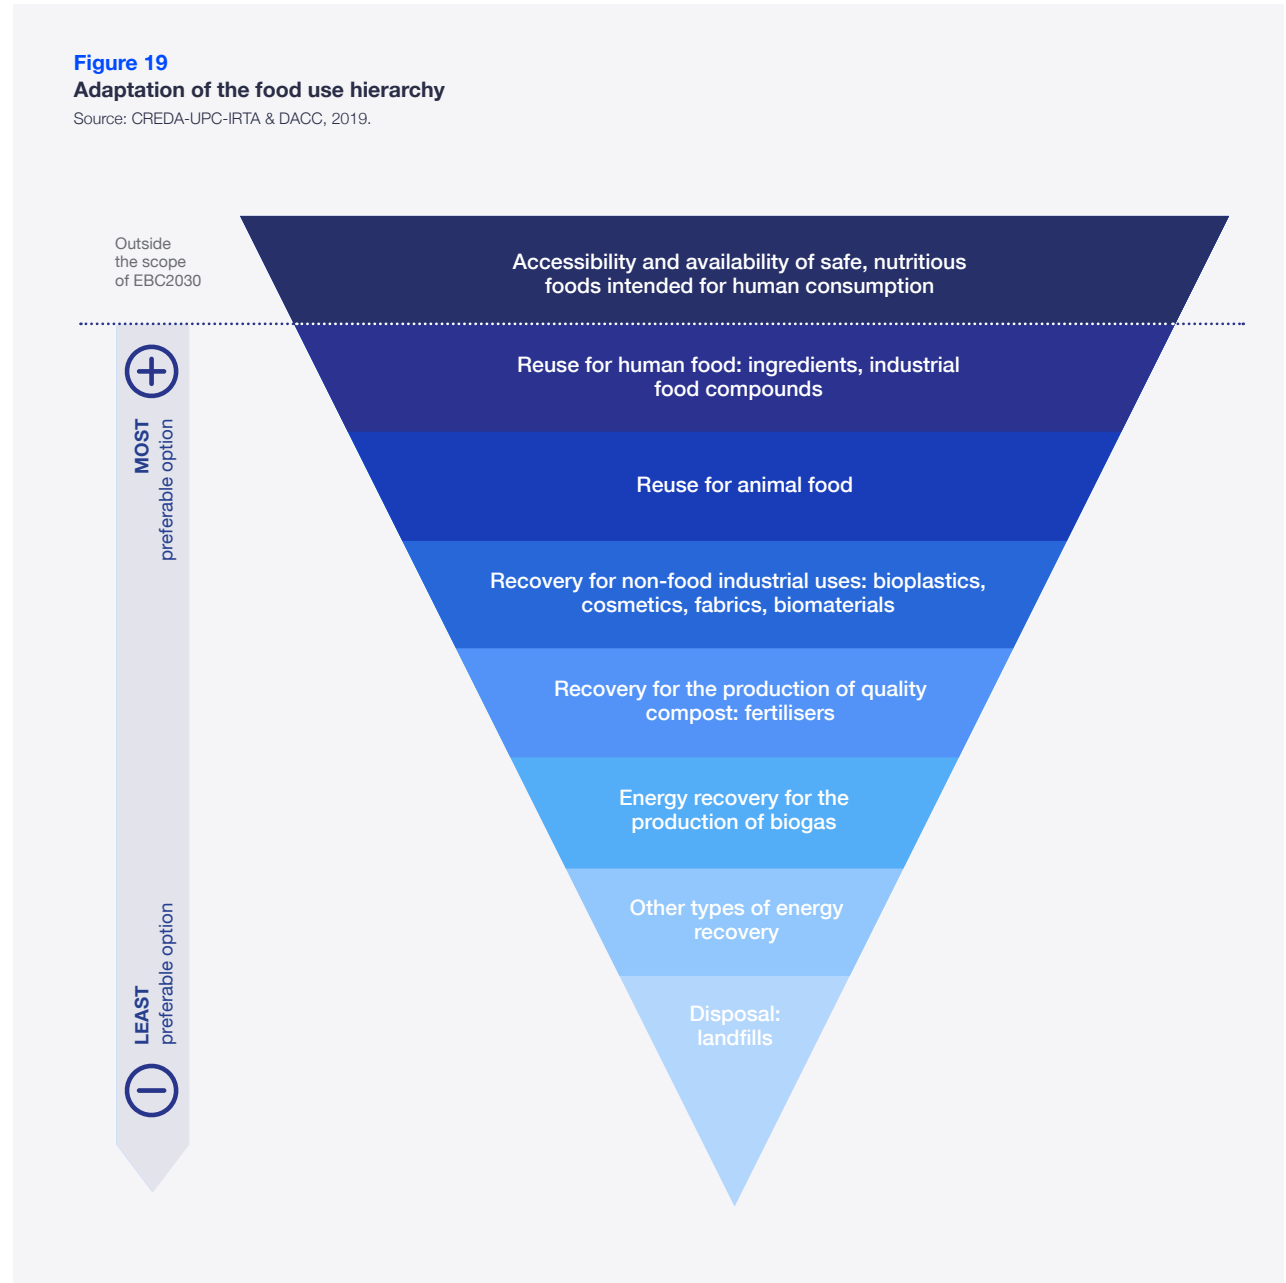 Figure 19
Adaptation of the food use hierarchy
Source: CREDA-UPC-IRTA & DACC, 2019.
Outside
the scope
of EBC2030
Accessibility and availability of safe, nutritious
foods intended for human consumption
MOST
preferable option
Reuse for human food: ingredients, industrial
food compounds
Reuse for animal food
Recovery for non-food industrial uses: bioplastics,
cosmetics, fabrics, biomaterials
Recovery for the production of quality
compost: fertilisers
Energy recovery for the
production of biogas
Other types of energy
recovery
LEAST
preferable option
Disposal:
landfills